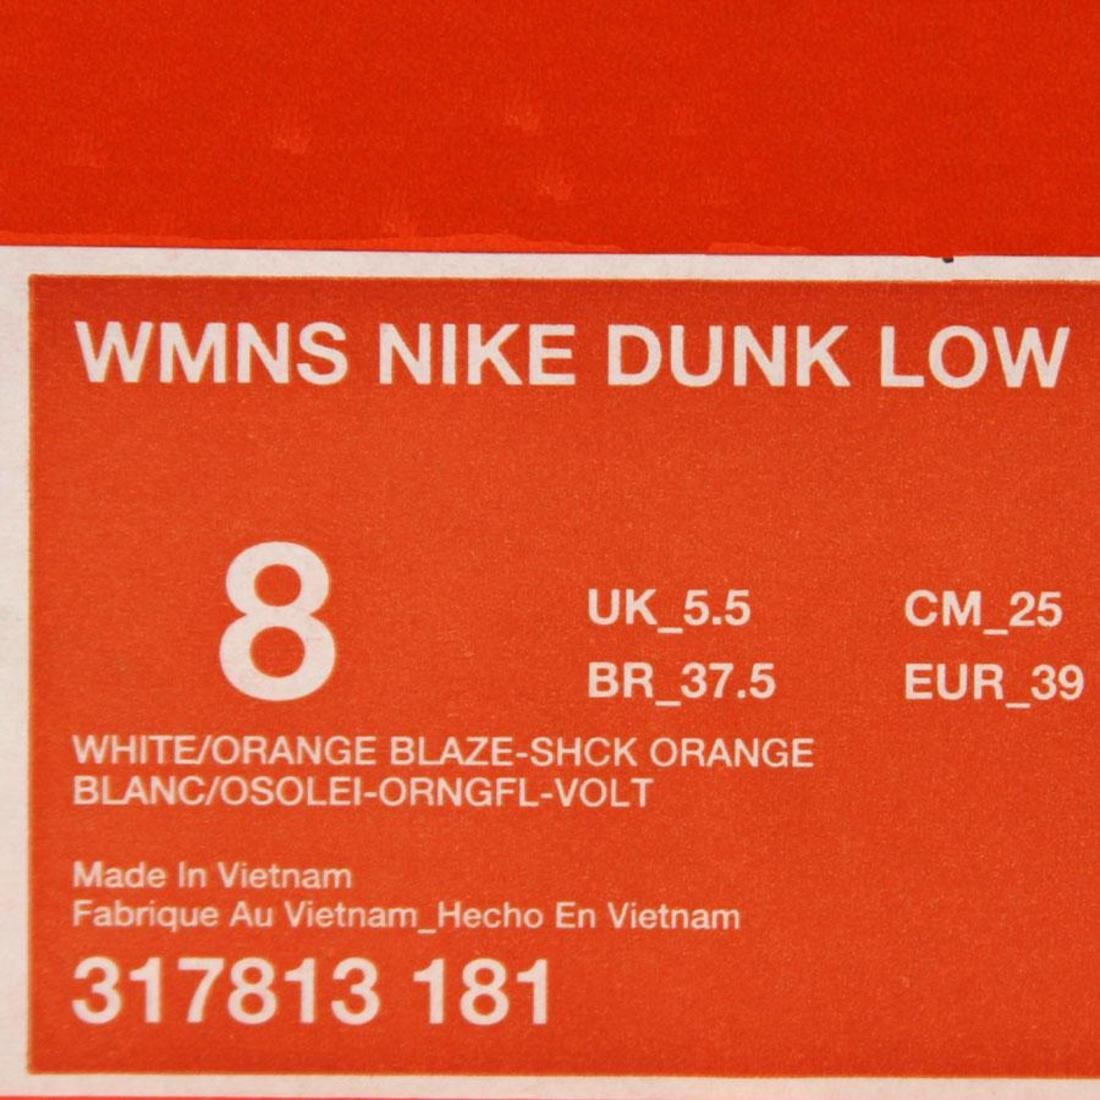 WMNS NIKE DUNK LOW
8
UK_5.5 CM_25
BR_37.5 EUR_39
WHITE/ORANGE BLAZE-SHCK ORANGE
BLANC/OSOLEI-ORNGFL-VOLT
Made In Vietnam
Fabrique Au Vietnam_Hecho En Vietnam
317813 181